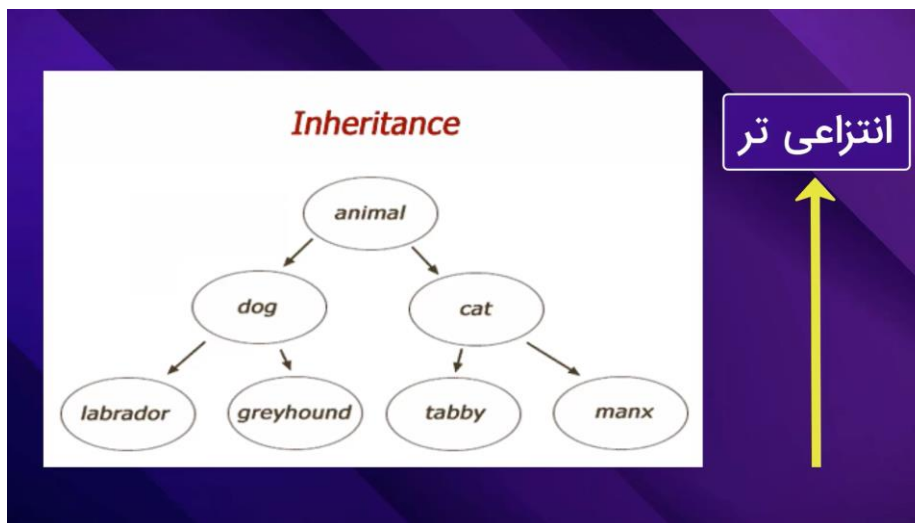 Inheritance
انتزاعی تر
animal
dog
cat
labrador
greyhound
tabby
manx